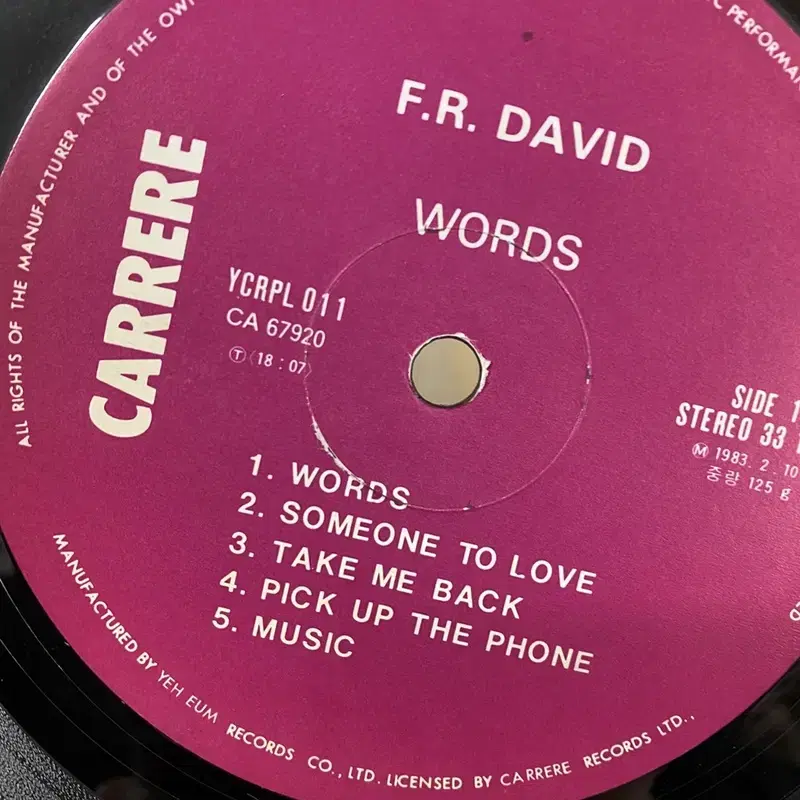 F.R. DAVID
WORDS
CARRERE
YCRPL 011
CA 67920
Ⓣ (18 : 07)
SIDE 1
STEREO 33
Ⓜ 1983. 2. 10
중량 125 g
1. WORDS
2. SOMEONE TO LOVE
3. TAKE ME BACK
4. PICK UP THE PHONE
5. MUSIC
ALL RIGHTS OF THE MANUFACTURER AND OF THE
PERFORMAN
MANUFACTURED BY YEH EUM RECORDS CO., LTD. LICENSED BY CARRERE RECORDS LTD.,